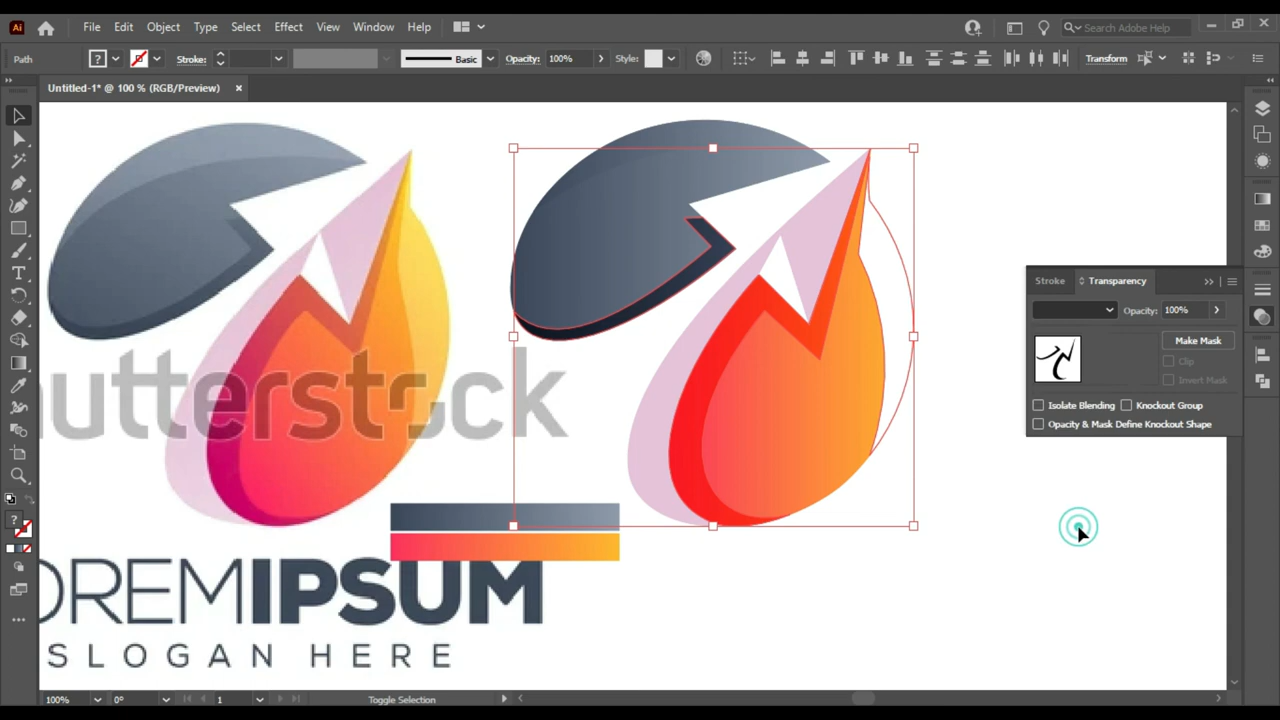 Ai File Edit Object Type Select Effect View Window Help Search Adobe Help
Path ? Stroke: Basic Opacity: 100% Style: Transform
Untitled-1* @ 100 % (RGB/Preview) ×
Stroke Transparency
Opacity: 100%
Make Mask
Clip
Invert Mask
Isolate Blending Knockout Group
Opacity & Mask Define Knockout Shape
utterstock
OREMIPSUM
SLOGAN HERE
?
100% 0° 1 Toggle Selection